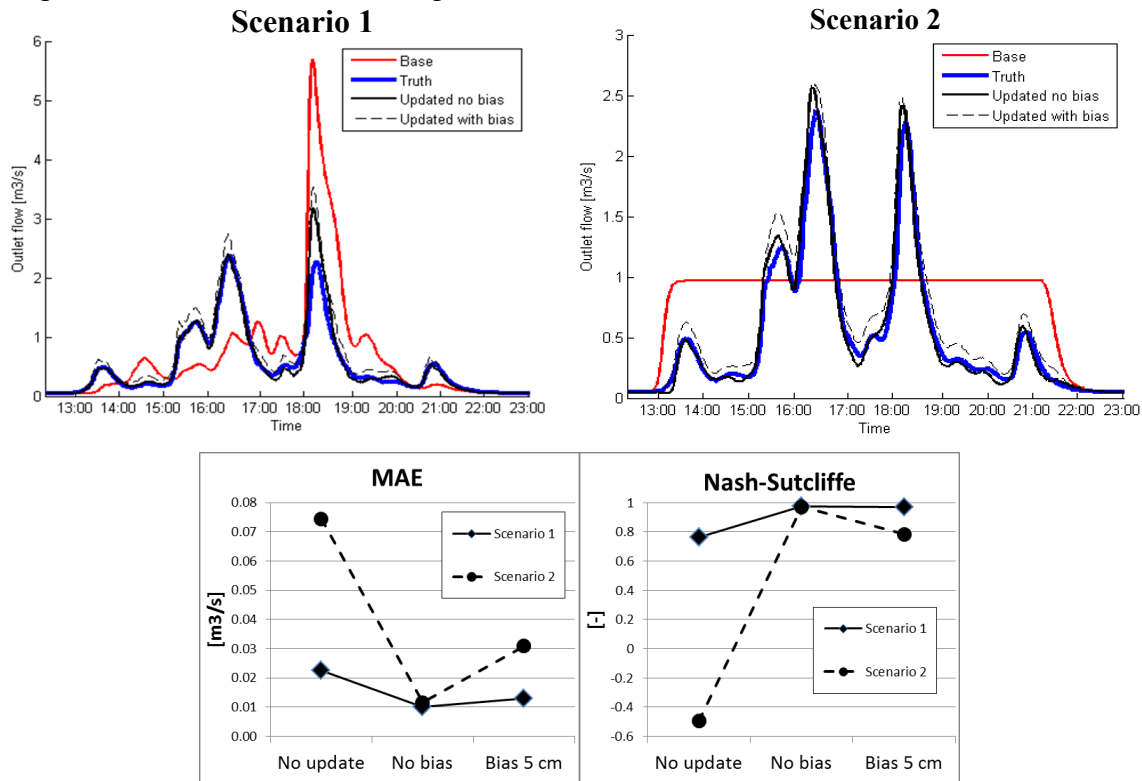 Scenario 1
6
5
4
3
2
1
0
Outlet flow [m3/s]
Base
Truth
Updated no bias
Updated with bias
13:00 14:00 15:00 16:00 17:00 18:00 19:00 20:00 21:00 22:00 23:00
Time
Scenario 2
3
2.5
2
1.5
1
0.5
0
Outlet flow [m3/s]
Base
Truth
Updated no bias
Updated with bias
13:00 14:00 15:00 16:00 17:00 18:00 19:00 20:00 21:00 22:00 23:00
Time
MAE
0.08
0.07
0.06
0.05
0.04
0.03
0.02
0.01
0.00
[m3/s]
Scenario 1
Scenario 2
No update No bias Bias 5 cm
Nash-Sutcliffe
1
0.8
0.6
0.4
0.2
0
-0.2
-0.4
-0.6
[-]
Scenario 1
Scenario 2
No update No bias Bias 5 cm